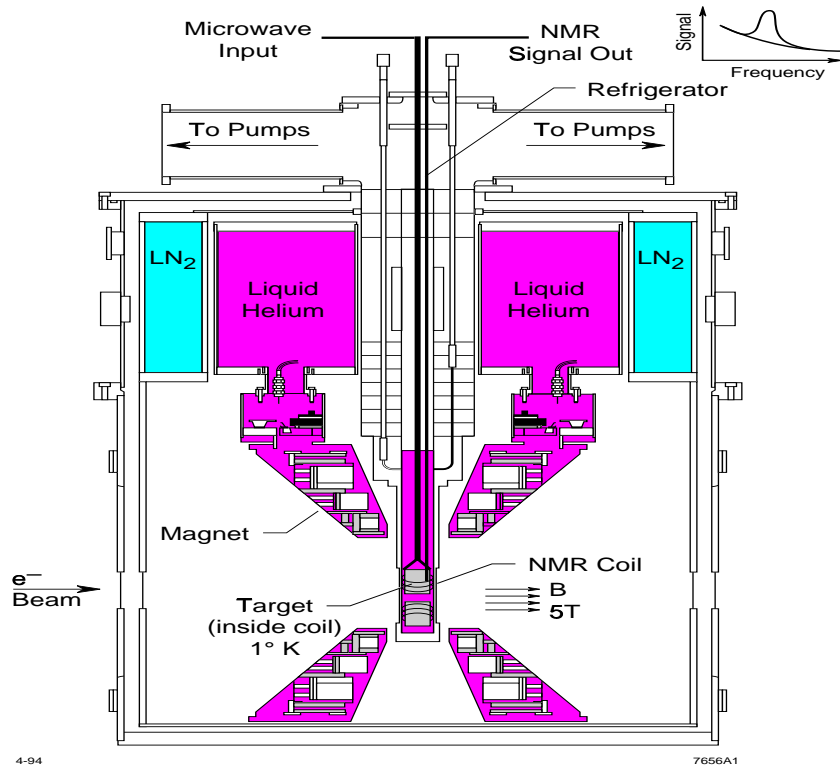 Microwave
Input
NMR
Signal Out
Signal
Frequency
Refrigerator
To Pumps
To Pumps
LN2
Liquid
Helium
Liquid
Helium
LN2
Magnet
NMR Coil
e–
Beam
Target
(inside coil)
1° K
B
5T
4-94
7656A1